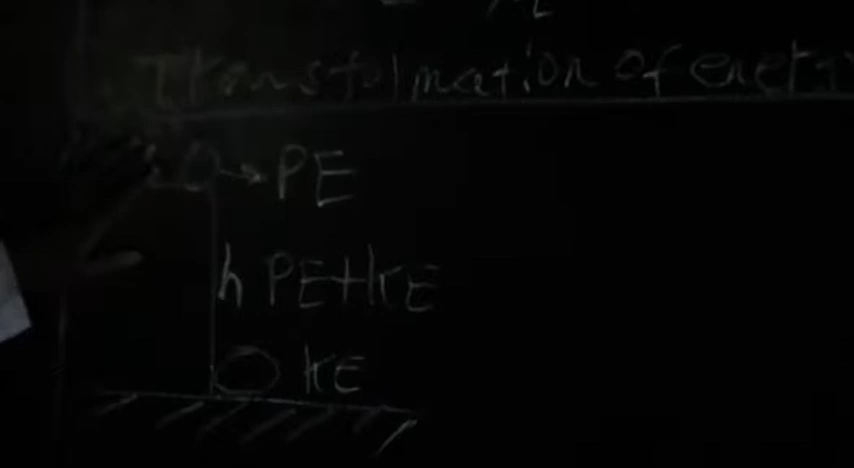 Transformation of energy
PE
h PE+KE
KE